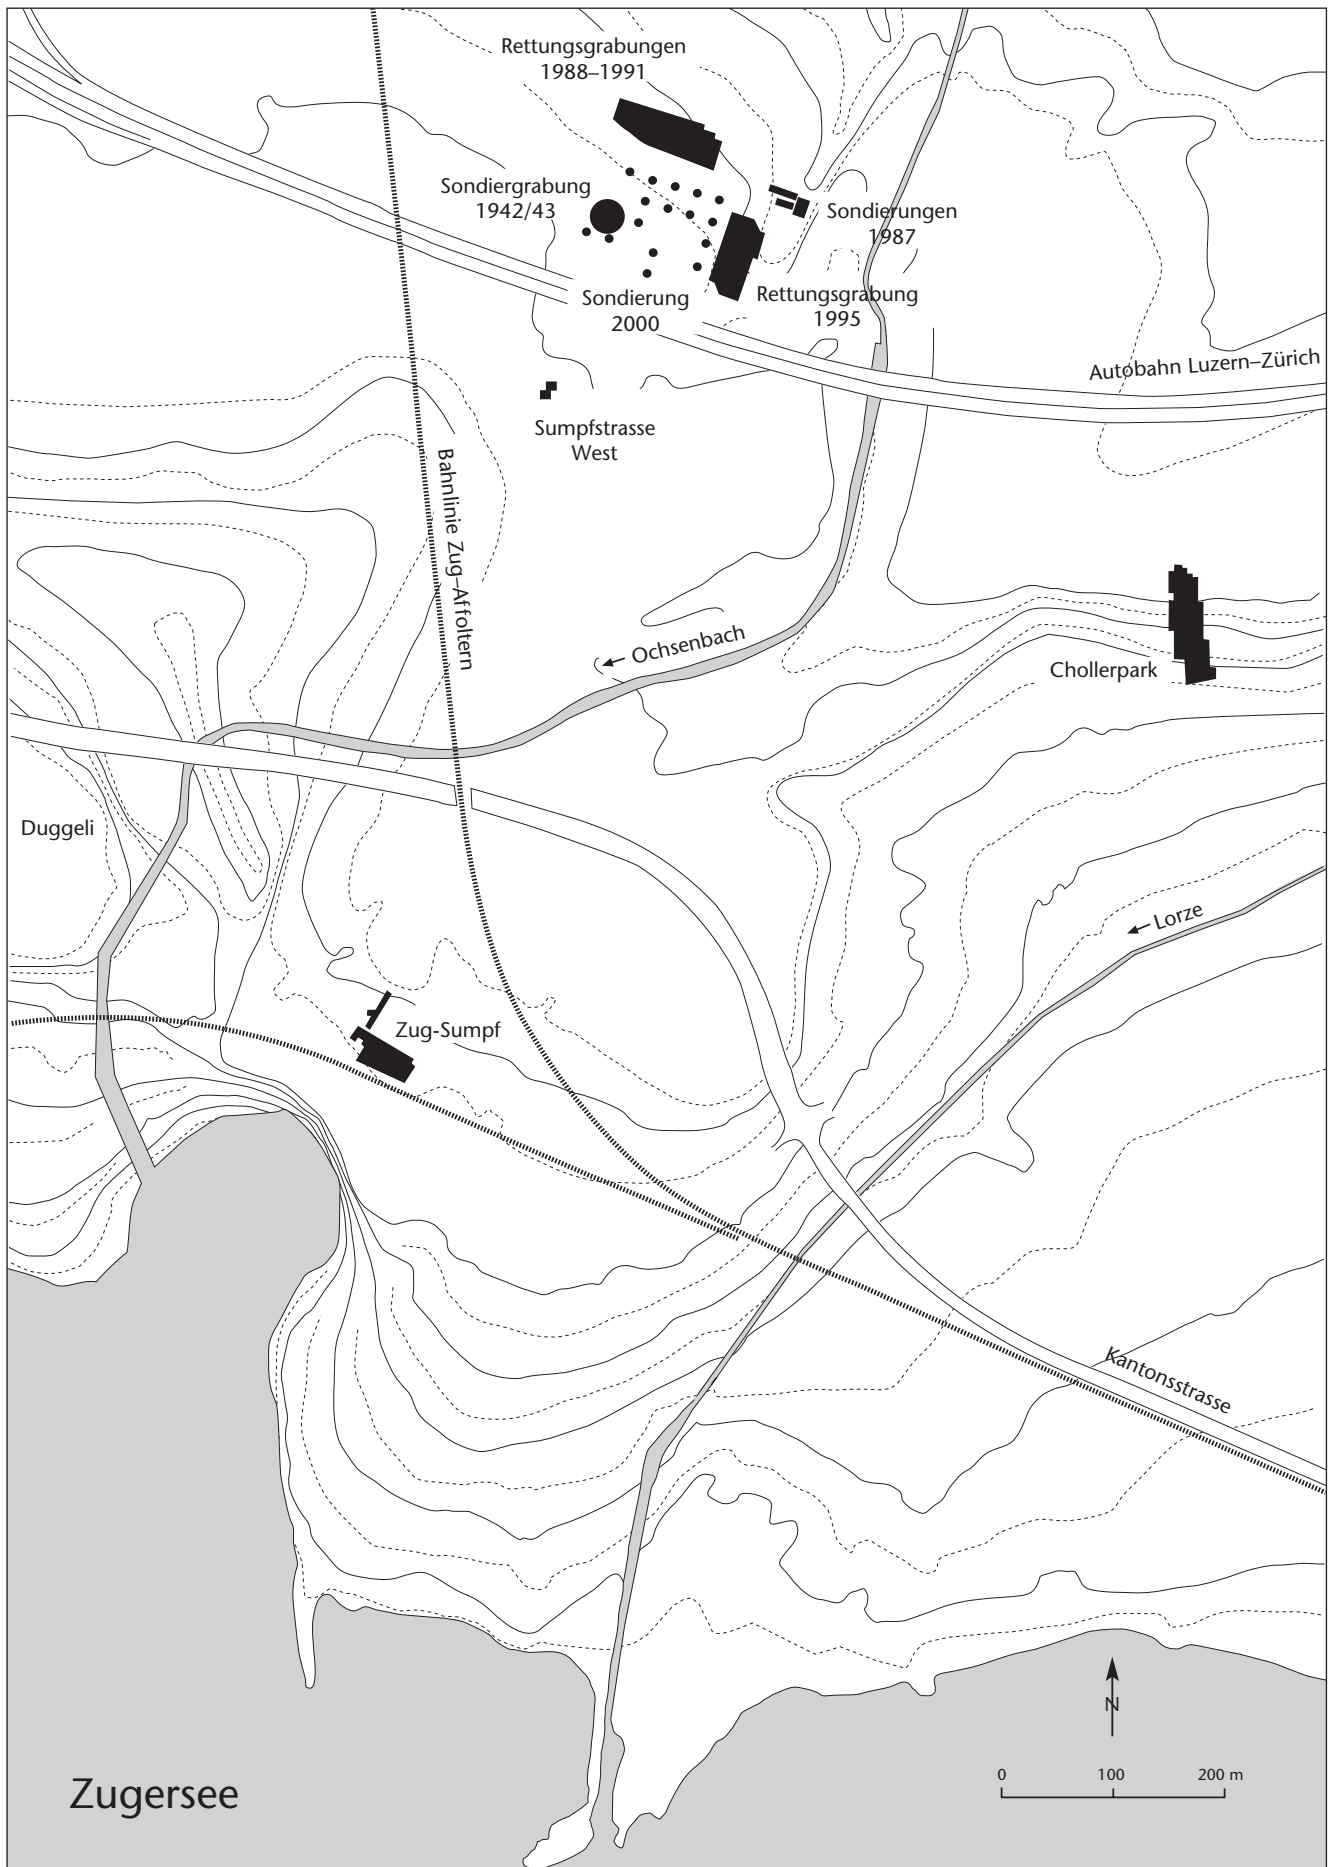 Rettungsgrabungen
1988–1991
Sondiergrabung
1942/43
Sondierungen
1987
Sondierung
2000
Rettungsgrabung
1995
Autobahn Luzern–Zürich
Sumpfstrasse
West
Bahnlinie Zug–Affoltern
Ochsenbach
Chollerpark
Duggeli
Lorze
Zug-Sumpf
Kantonsstrasse
N
0 100 200 m
Zugersee